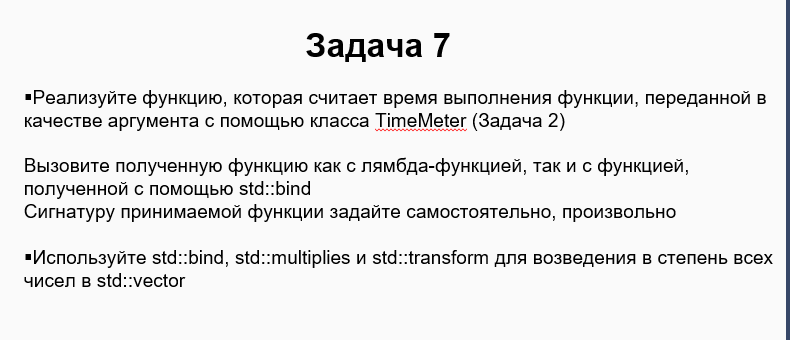 Задача 7
▪Реализуйте функцию, которая считает время выполнения функции, переданной в
качестве аргумента с помощью класса TimeMeter (Задача 2)
Вызовите полученную функцию как с лямбда-функцией, так и с функцией,
полученной с помощью std::bind
Сигнатуру принимаемой функции задайте самостоятельно, произвольно
▪Используйте std::bind, std::multiplies и std::transform для возведения в степень всех
чисел в std::vector